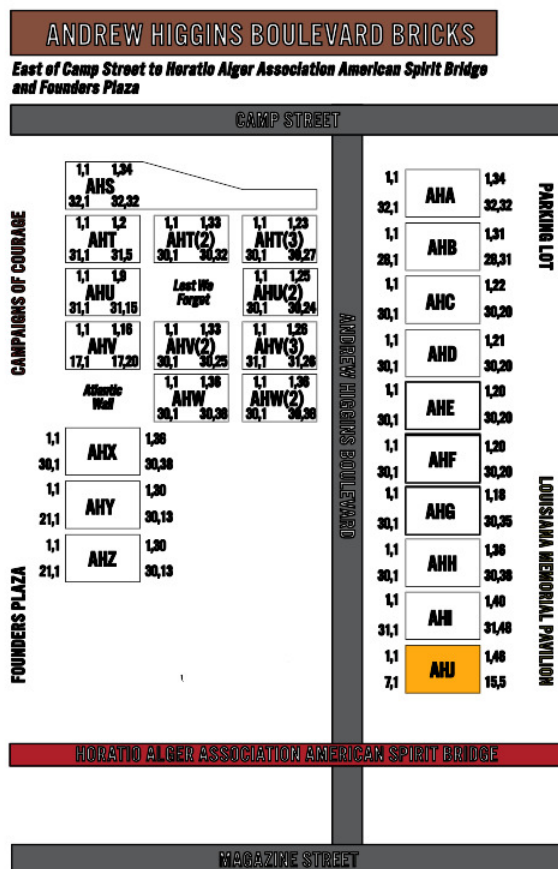 ANDREW HIGGINS BOULEVARD BRICKS
East of Camp Street to Horatio Alger Association American Spirit Bridge
and Founders Plaza
CAMP STREET
1,1 1,34
AHS
32,1 32,32
1,1 1,2
AHT
31,1 31,5
1,1 1,33
AHT(2)
30,1 30,32
1,1 1,23
AHT(3)
30,1 30,27
1,1 1,9
AHU
31,1 31,15
Lest We
Forget
1,1 1,25
AHU(2)
30,1 30,24
1,1 1,16
AHV
17,1 17,20
1,1 1,33
AHV(2)
30,1 30,25
1,1 1,26
AHV(3)
31,1 31,26
Atlantic
Wall
1,1 1,36
AHW
30,1 30,38
1,1 1,36
AHW(2)
30,1 30,38
1,1 1,36
AHX
30,1 30,38
1,1 1,30
AHY
21,1 30,13
1,1 1,30
AHZ
21,1 30,13
CAMPAIGNS OF COURAGE
FOUNDERS PLAZA
ANDREW HIGGINS BOULEVARD
1,1 1,34
AHA
32,1 32,32
1,1 1,31
AHB
28,1 28,31
1,1 1,22
AHC
30,1 30,20
1,1 1,21
AHD
30,1 30,20
1,1 1,20
AHE
30,1 30,20
1,1 1,20
AHF
30,1 30,20
1,1 1,18
AHG
30,1 30,35
1,1 1,36
AHH
30,1 30,38
1,1 1,40
AHI
31,1 31,48
1,1 1,48
AHJ
7,1 15,5
PARKING LOT
LOUISIANA MEMORIAL PAVILION
HORATIO ALGER ASSOCIATION AMERICAN SPIRIT BRIDGE
MAGAZINE STREET